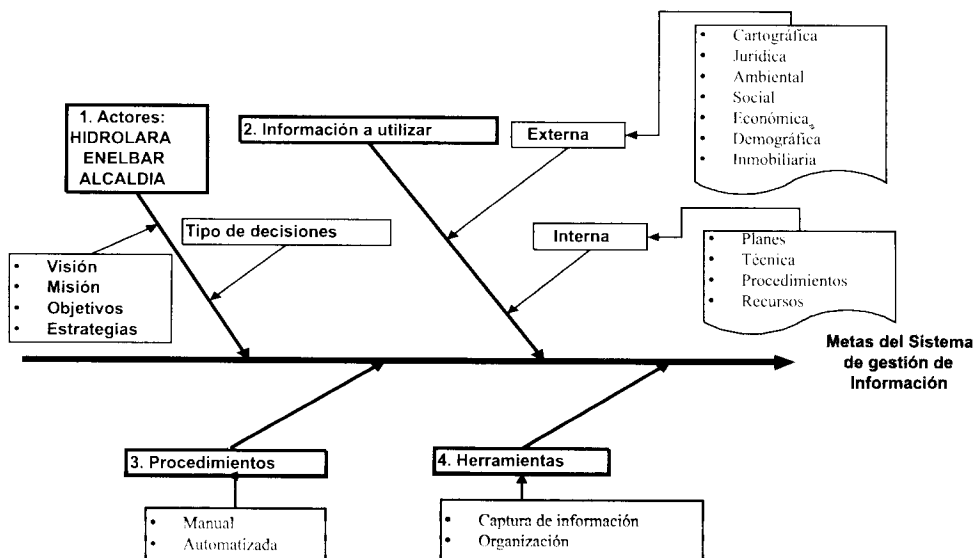 1. Actores:
HIDROLARA
ENELBAR
ALCALDIA
2. Información a utilizar
Externa
• Cartográfica
• Jurídica
• Ambiental
• Social
• Económica
• Demográfica
• Inmobiliaria
Tipo de decisiones
Interna
• Planes
• Técnica
• Procedimientos
• Recursos
• Visión
• Misión
• Objetivos
• Estrategias
Metas del Sistema
de gestión de
Información
3. Procedimientos
4. Herramientas
• Manual
• Automatizada
• Captura de información
• Organización